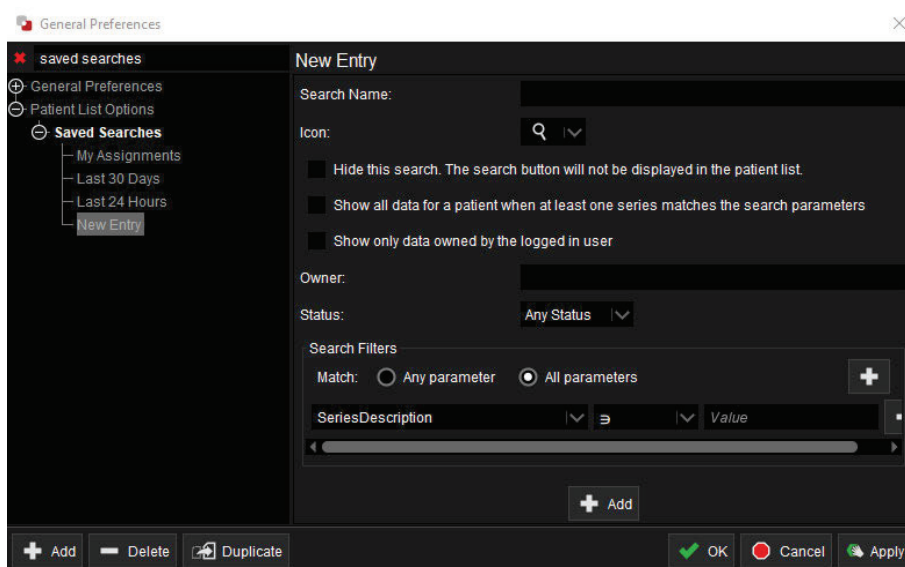 General Preferences
saved searches
New Entry
General Preferences
Patient List Options
Saved Searches
My Assignments
Last 30 Days
Last 24 Hours
New Entry
Search Name:
Icon:
Hide this search. The search button will not be displayed in the patient list.
Show all data for a patient when at least one series matches the search parameters
Show only data owned by the logged in user
Owner:
Status: Any Status
Search Filters
Match: Any parameter All parameters
SeriesDescription ∋ Value
Add
Add Delete Duplicate OK Cancel Apply